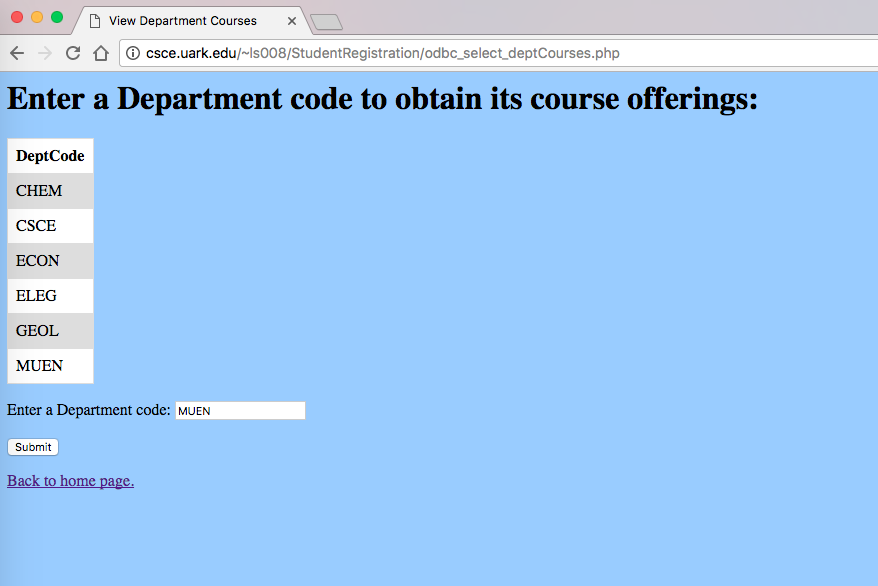 View Department Courses
csce.uark.edu/~ls008/StudentRegistration/odbc_select_deptCourses.php
Enter a Department code to obtain its course offerings:
DeptCode
CHEM
CSCE
ECON
ELEG
GEOL
MUEN
Enter a Department code: MUEN
Submit
Back to home page.